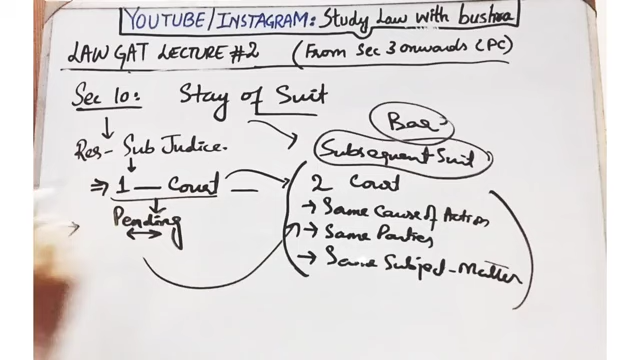 YOUTUBE/INSTAGRAM: Study Law with bushra
LAW GAT LECTURE #2 (From Sec 3 onwards CPC)
Sec 10: Stay of Suit
Res-Sub Judice.
1 — Court —
Pending
Bar
Subsequent Suit
2 Court
→ Same Cause of Action
→ Same Parties
→ Same Subject-Matter